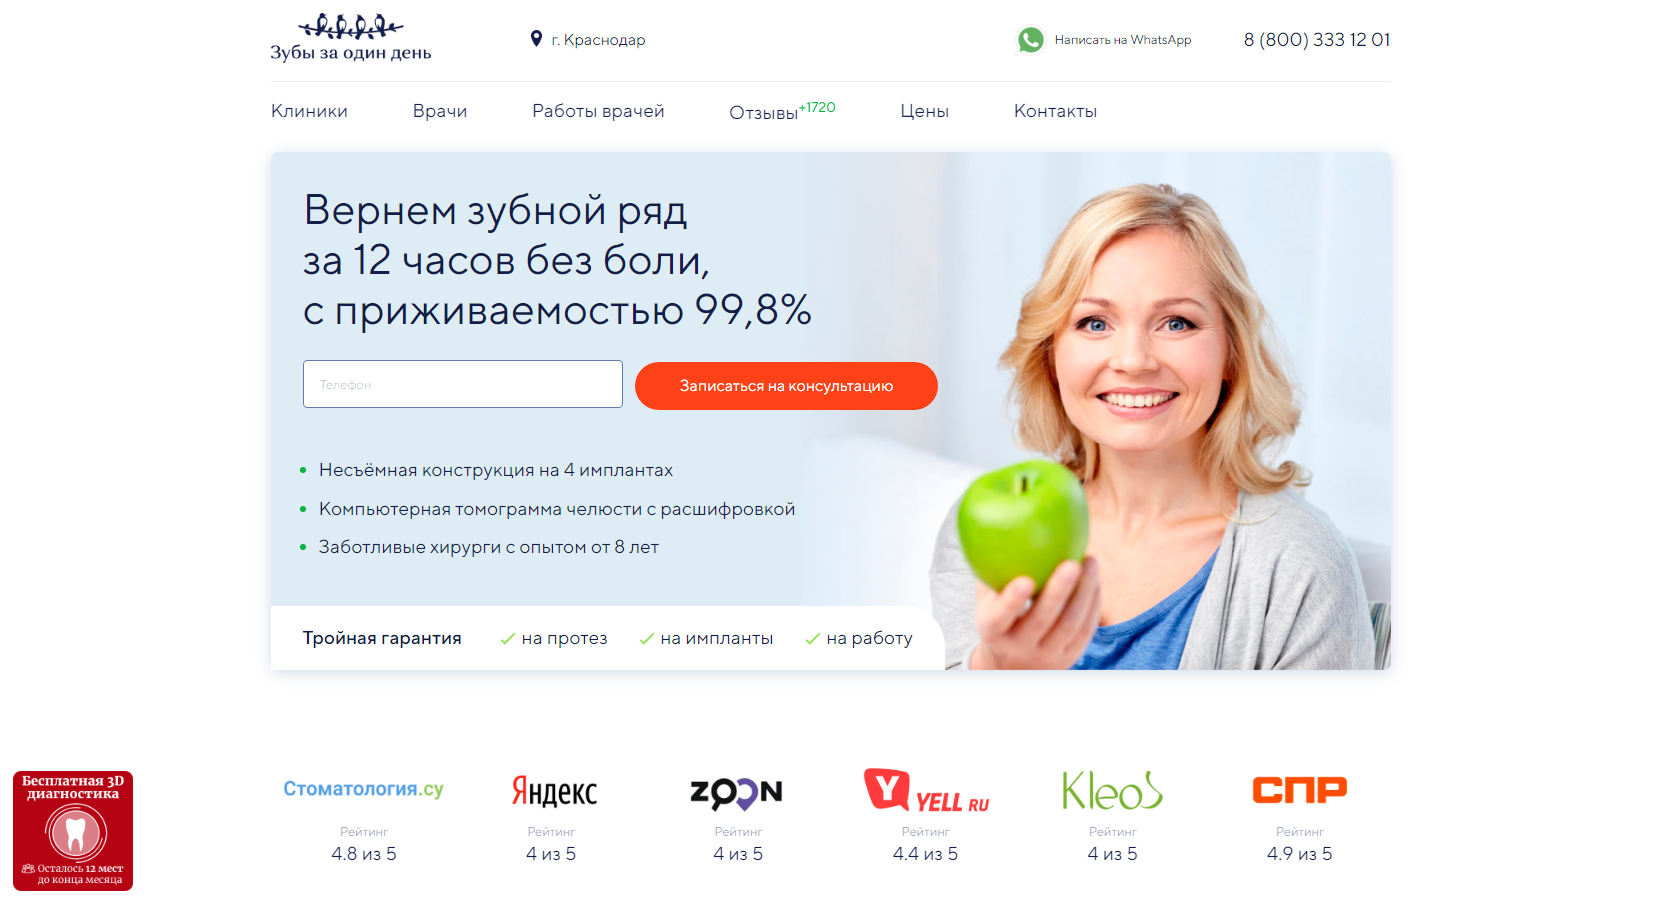 Зубы за один день
г. Краснодар
Написать на WhatsApp
8 (800) 333 12 01
Клиники
Врачи
Работы врачей
Отзывы+1720
Цены
Контакты
Вернем зубной ряд
за 12 часов без боли,
с приживаемостью 99,8%
Телефон
Записаться на консультацию
Несъёмная конструкция на 4 имплантах
Компьютерная томограмма челюсти с расшифровкой
Заботливые хирурги с опытом от 8 лет
Тройная гарантия
на протез
на импланты
на работу
Стоматология.су
Яндекс
ZOON
Y YELL RU
Kleos
СПР
Рейтинг
Рейтинг
Рейтинг
Рейтинг
Рейтинг
Рейтинг
4.8 из 5
4 из 5
4 из 5
4.4 из 5
4 из 5
4.9 из 5
Бесплатная 3D
диагностика
Осталось 12 мест
до конца месяца